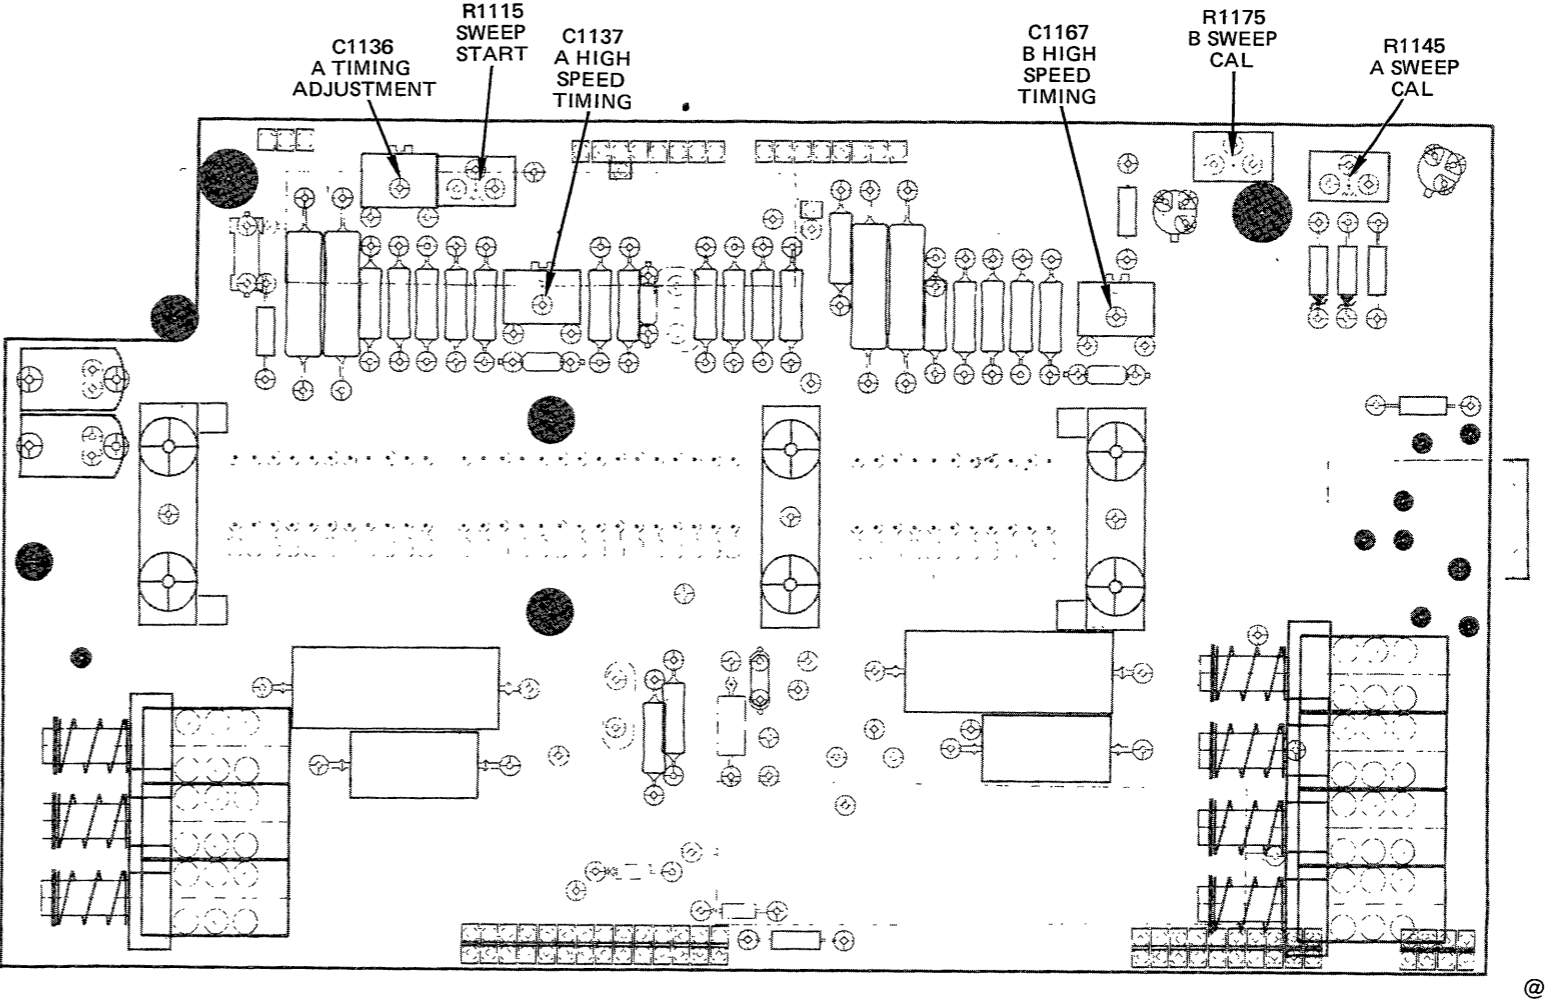 C1136
A TIMING
ADJUSTMENT
R1115
SWEEP
START
C1137
A HIGH
SPEED
TIMING
C1167
B HIGH
SPEED
TIMING
R1175
B SWEEP
CAL
R1145
A SWEEP
CAL
@